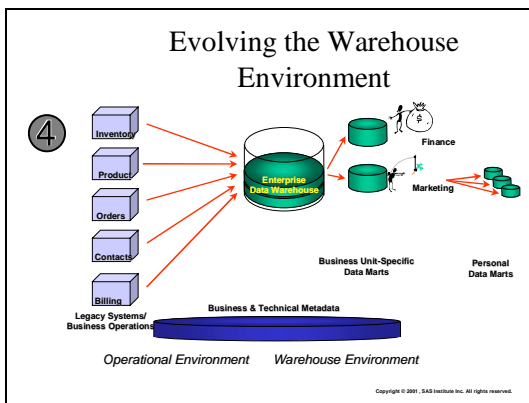 Evolving the Warehouse
Environment
4
Inventory
Product
Orders
Contacts
Billing
Legacy Systems/
Business Operations
Enterprise
Data Warehouse
$
Finance
Marketing
Business Unit-Specific
Data Marts
Personal
Data Marts
Business & Technical Metadata
Operational Environment
Warehouse Environment
Copyright © 2001 , SAS Institute Inc. All rights reserved.